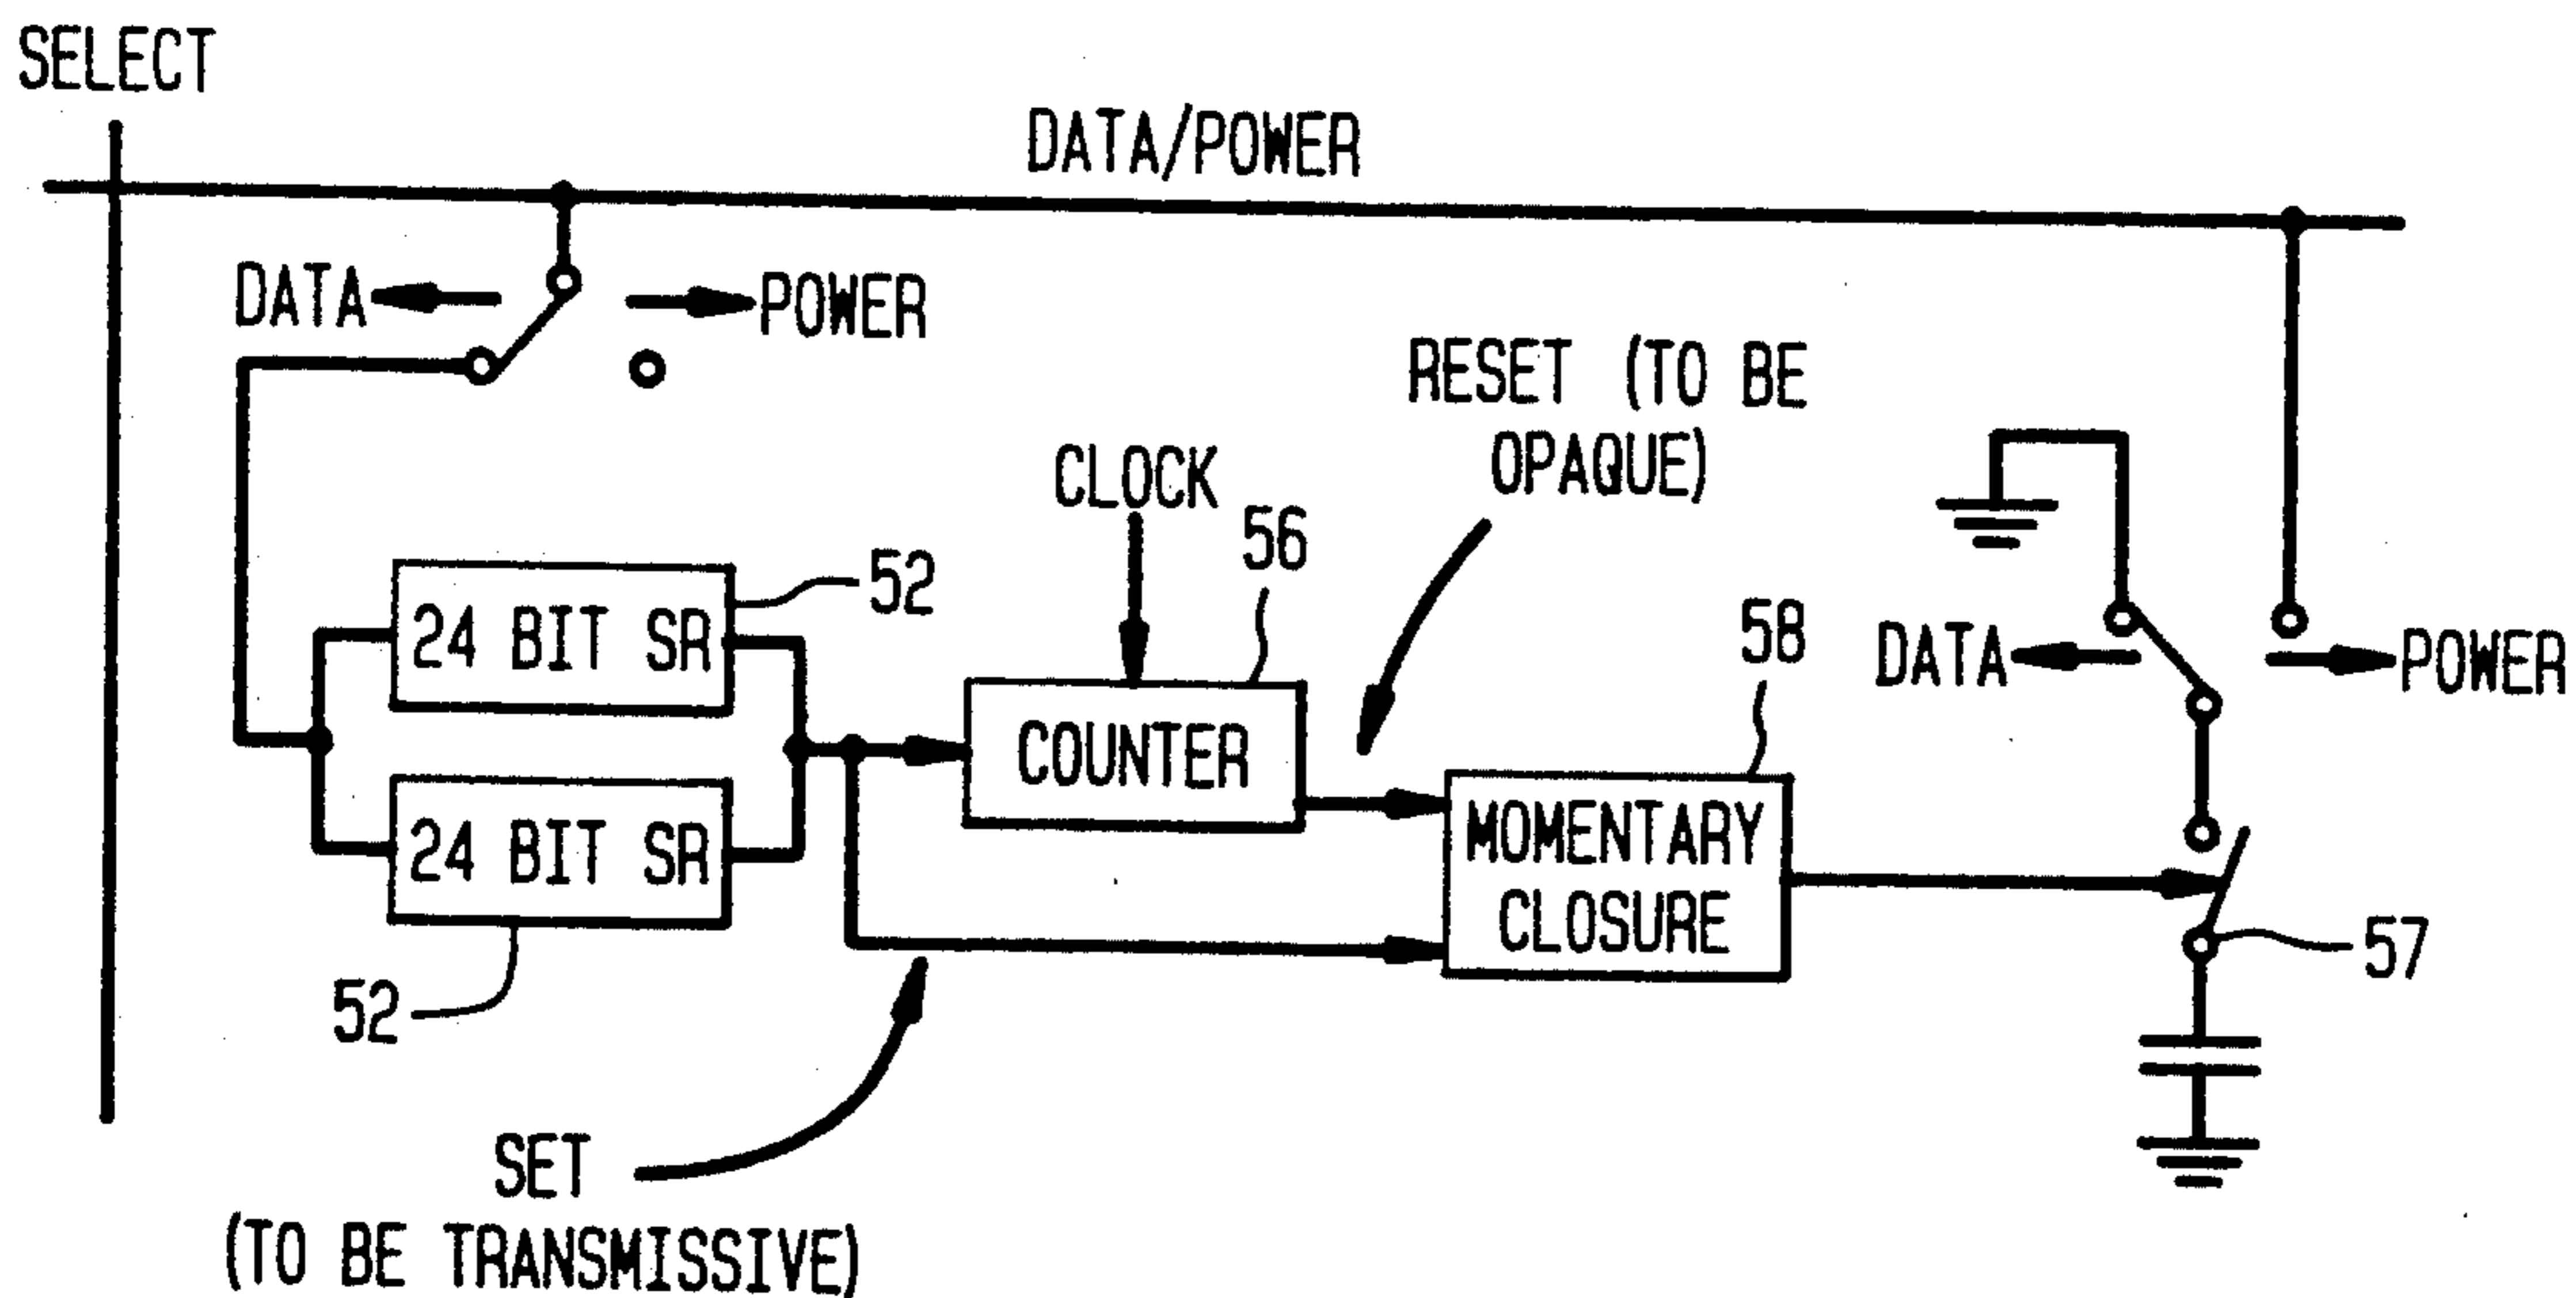 SELECT
DATA/POWER
DATA
POWER
RESET (TO BE
OPAQUE)
CLOCK
56
52
24 BIT SR
58
DATA
POWER
COUNTER
24 BIT SR
MOMENTARY
CLOSURE
57
52
SET
(TO BE TRANSMISSIVE)